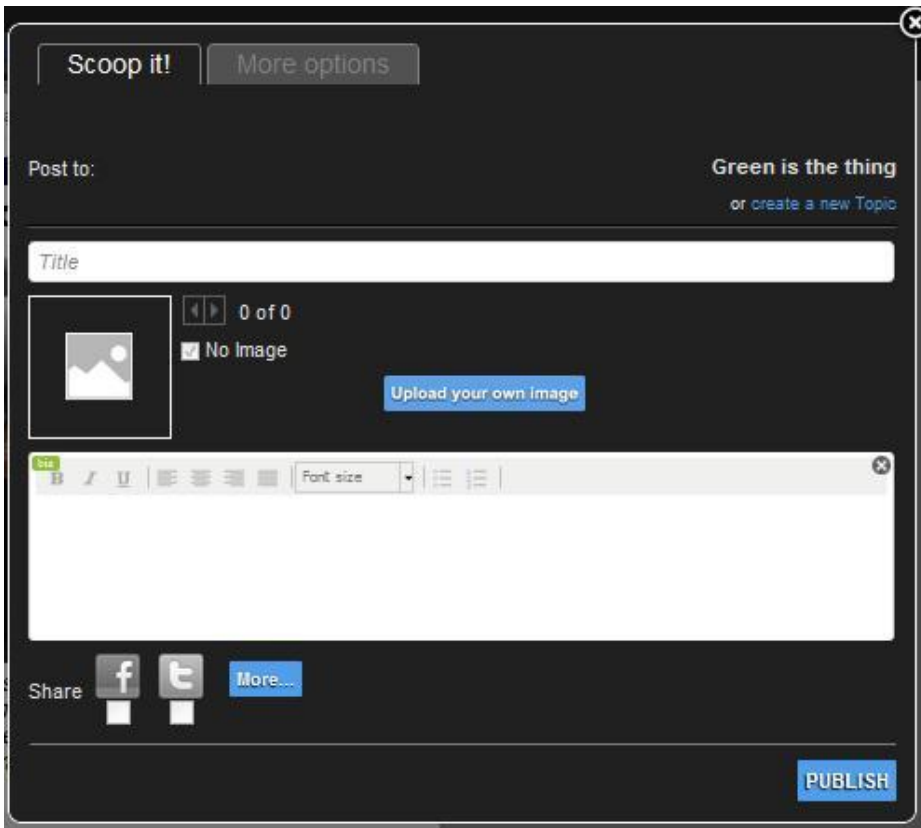 Scoop it!
More options
Post to:
Green is the thing
or create a new Topic
Title
0 of 0
No Image
Upload your own image
biz
B I U Font size
Share
More...
PUBLISH